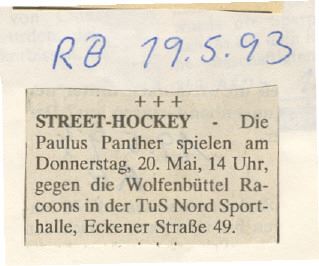 RB 19.5.93
+ + +
STREET-HOCKEY - Die
Paulus Panther spielen am
Donnerstag, 20. Mai, 14 Uhr,
gegen die Wolfenbüttel Ra-
coons in der TuS Nord Sport-
halle, Eckener Straße 49.